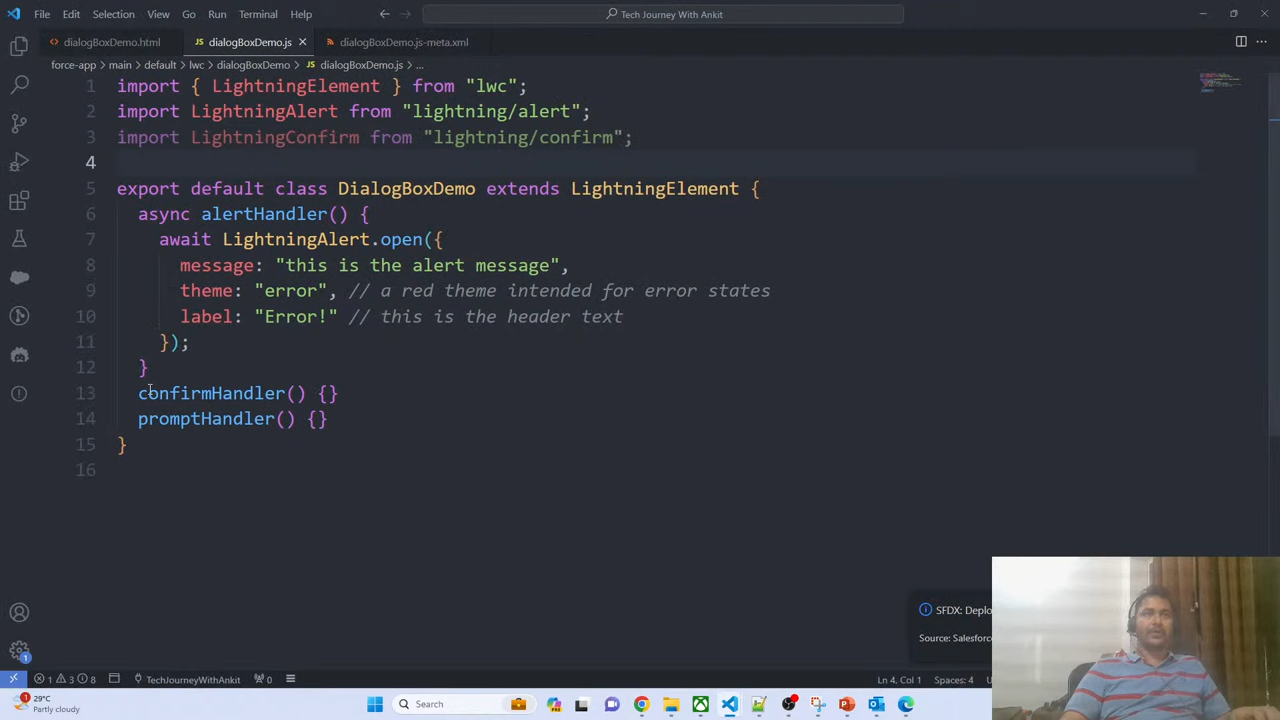 File Edit Selection View Go Run Terminal Help
Tech Journey With Ankit
dialogBoxDemo.html dialogBoxDemo.js dialogBoxDemo.js-meta.xml
force-app > main > default > lwc > dialogBoxDemo > dialogBoxDemo.js > ...
1 import { LightningElement } from "lwc";
2 import LightningAlert from "lightning/alert";
3 import LightningConfirm from "lightning/confirm";
4
5 export default class DialogBoxDemo extends LightningElement {
6 async alertHandler() {
7 await LightningAlert.open({
8 message: "this is the alert message",
9 theme: "error", // a red theme intended for error states
10 label: "Error!" // this is the header text
11 });
12 }
13 confirmHandler() {}
14 promptHandler() {}
15 }
16
SFDX: Deplo
Source: Salesforce
1 3 8 TechJourneyWithAnkit 0 Ln 4, Col 1 Spaces: 4
29°C
Partly cloudy
Search